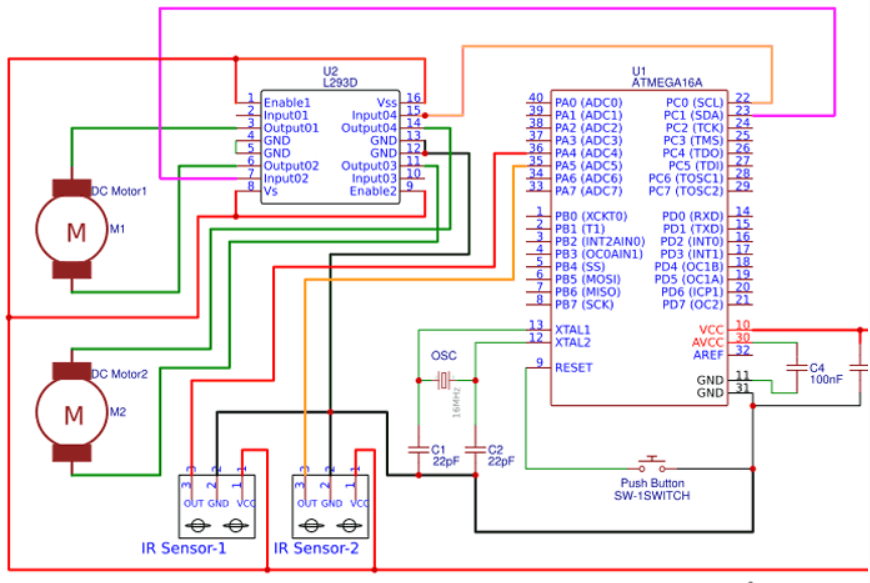 U2
L293D
1 Enable1 Vss 16
2 Input01 Input04 15
3 Output01 Output04 14
4 GND GND 13
5 GND GND 12
6 Output02 Output03 11
7 Input02 Input03 10
8 Vs Enable2 9
U1
ATMEGA16A
40 PA0 (ADC0) PC0 (SCL) 22
39 PA1 (ADC1) PC1 (SDA) 23
38 PA2 (ADC2) PC2 (TCK) 24
37 PA3 (ADC3) PC3 (TMS) 25
36 PA4 (ADC4) PC4 (TDO) 26
35 PA5 (ADC5) PC5 (TDI) 27
34 PA6 (ADC6) PC6 (TOSC1) 28
33 PA7 (ADC7) PC7 (TOSC2) 29
1 PB0 (XCKT0) PD0 (RXD) 14
2 PB1 (T1) PD1 (TXD) 15
3 PB2 (INT2AIN0) PD2 (INT0) 16
4 PB3 (OC0AIN1) PD3 (INT1) 17
5 PB4 (SS) PD4 (OC1B) 18
6 PB5 (MOSI) PD5 (OC1A) 19
7 PB6 (MISO) PD6 (ICP1) 20
8 PB7 (SCK) PD7 (OC2) 21
13 XTAL1 VCC 10
12 XTAL2 AVCC 30
AREF 32
9 RESET
GND 11
GND 31
DC Motor1
M M1
DC Motor2
M M2
OSC
16MHz
C1
22pF
C2
22pF
C4
100nF
Push Button
SW-1SWITCH
3 2 1
3 2 1
OUT GND VCC
IR Sensor-1
3 2 1
3 2 1
OUT GND VCC
IR Sensor-2